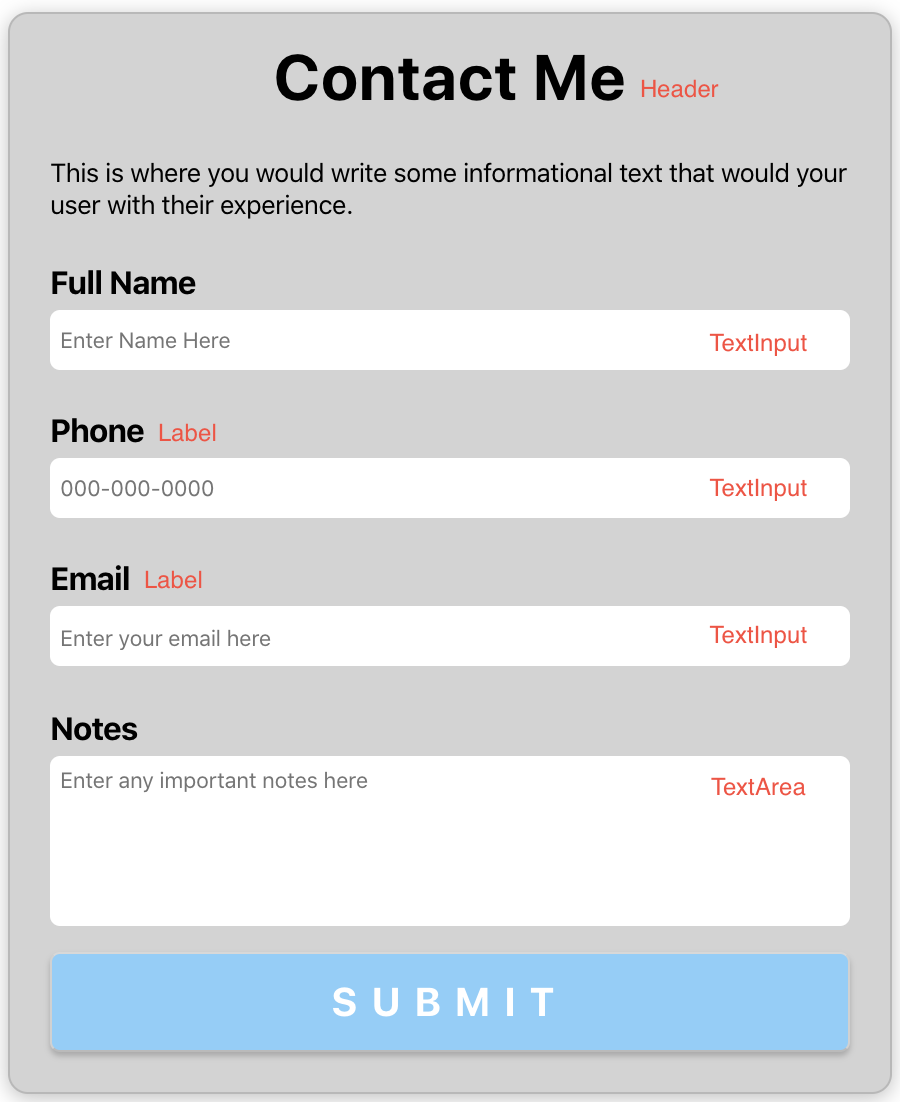 Contact Me Header
This is where you would write some informational text that would your
user with their experience.
Full Name
Enter Name Here TextInput
Phone Label
000-000-0000 TextInput
Email Label
Enter your email here TextInput
Notes
Enter any important notes here TextArea
SUBMIT